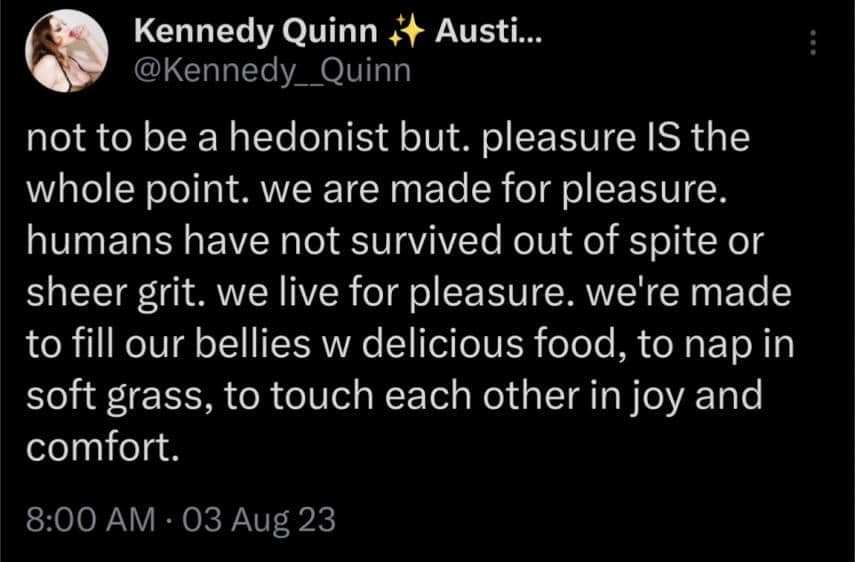 Kennedy Quinn ✨ Austi...
@Kennedy__Quinn
not to be a hedonist but. pleasure IS the
whole point. we are made for pleasure.
humans have not survived out of spite or
sheer grit. we live for pleasure. we're made
to fill our bellies w delicious food, to nap in
soft grass, to touch each other in joy and
comfort.
8:00 AM · 03 Aug 23